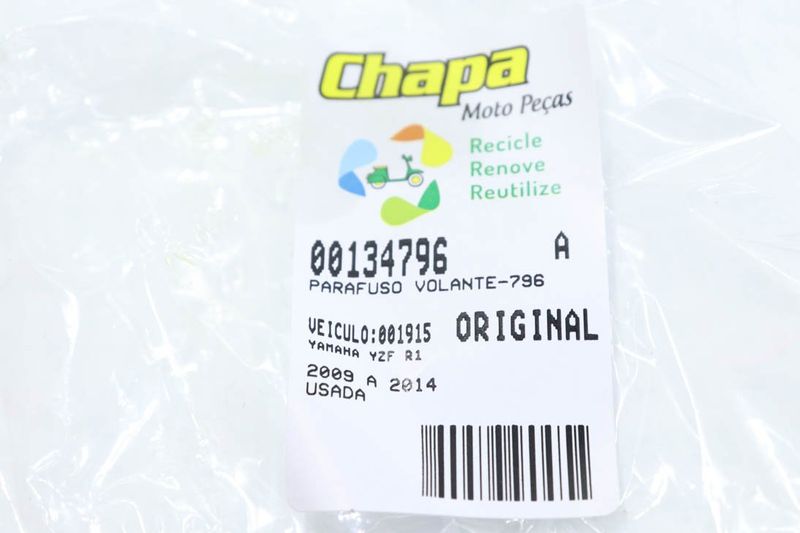 Chapa
Moto Peças
Recicle
Renove
Reutilize
00134796 A
PARAFUSO VOLANTE-796
VEICULO:001915 ORIGINAL
YAMAHA YZF R1
2009 A 2014
USADA